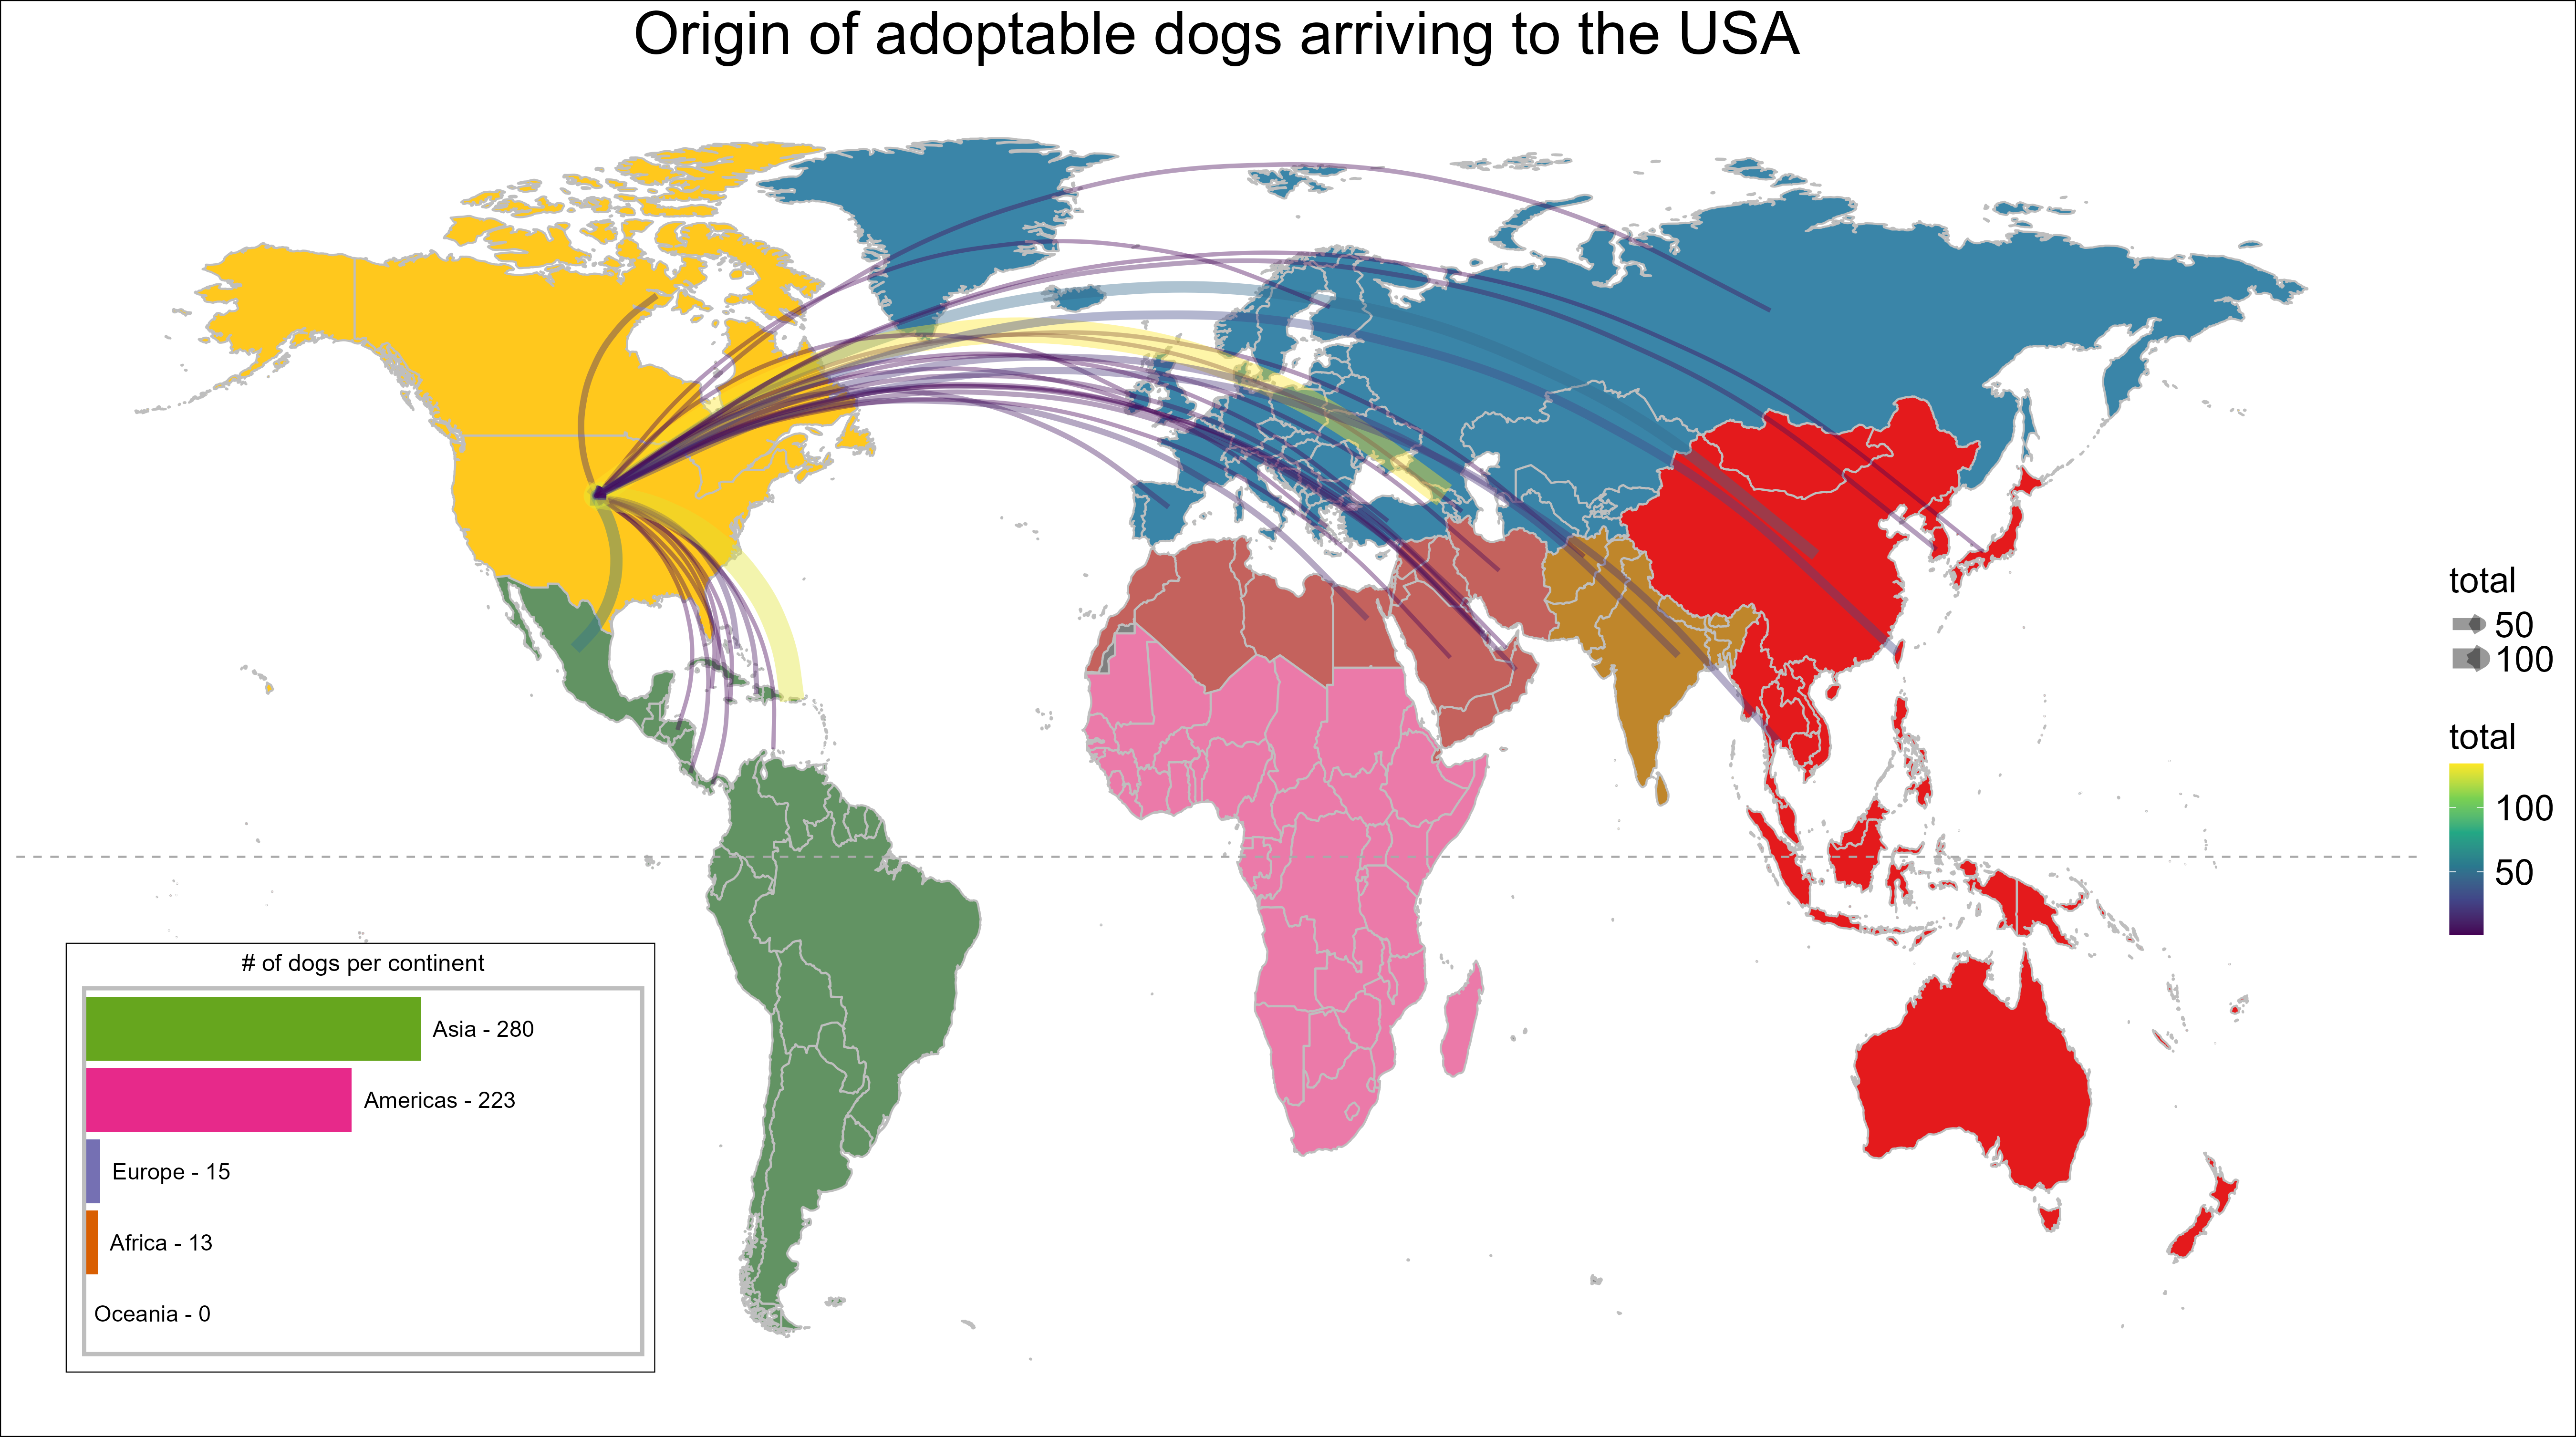 Origin of adoptable dogs arriving to the USA
total
50
100
total
100
50
# of dogs per continent
Asia - 280
Americas - 223
Europe - 15
Africa - 13
Oceania - 0